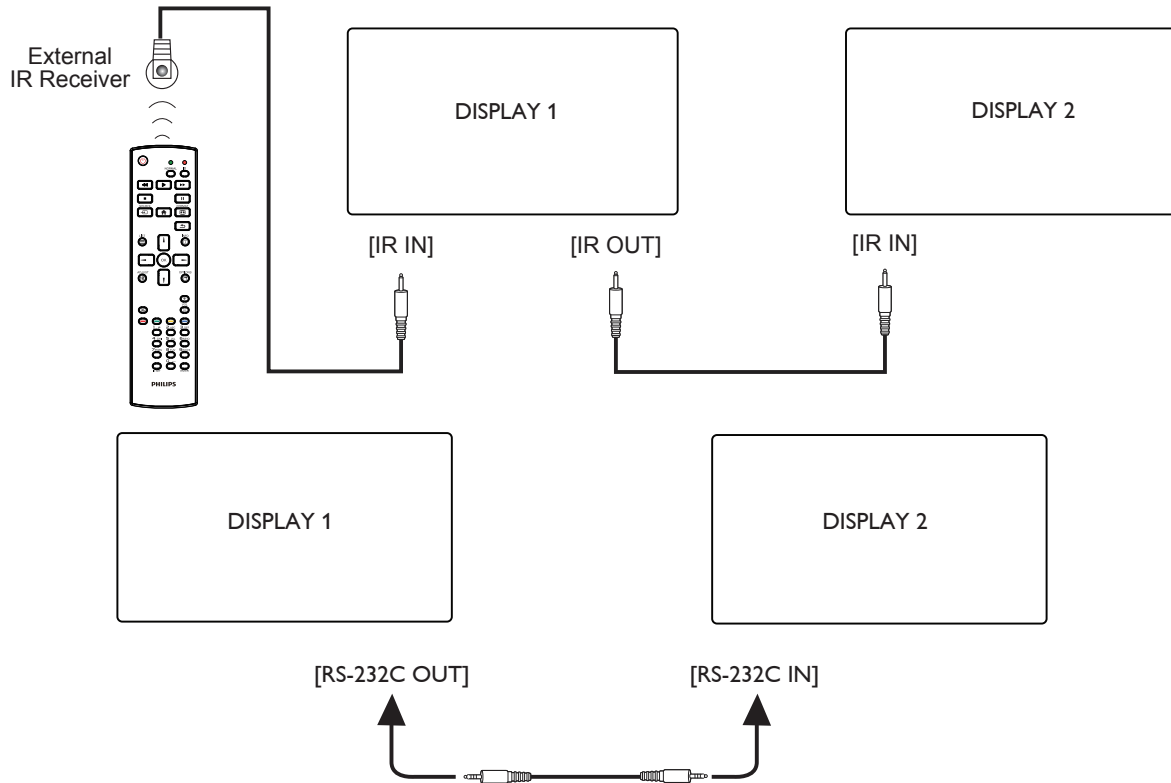 External
IR Receiver
DISPLAY 1
DISPLAY 2
[IR IN]
[IR OUT]
[IR IN]
PHILIPS
DISPLAY 1
DISPLAY 2
[RS-232C OUT]
[RS-232C IN]